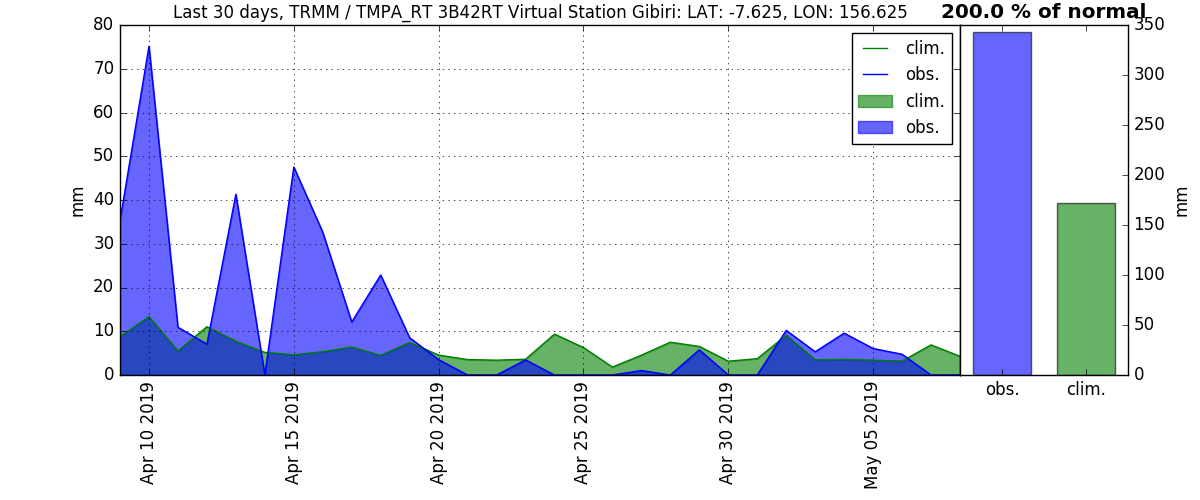 Last 30 days, TRMM / TMPA_RT 3B42RT Virtual Station Gibiri: LAT: -7.625, LON: 156.625
200.0 % of normal
80
70
60
50
40
30
20
10
0
mm
clim.
obs.
clim.
obs.
Apr 10 2019
Apr 15 2019
Apr 20 2019
Apr 25 2019
Apr 30 2019
May 05 2019
350
300
250
200
150
100
50
0
mm
obs.
clim.